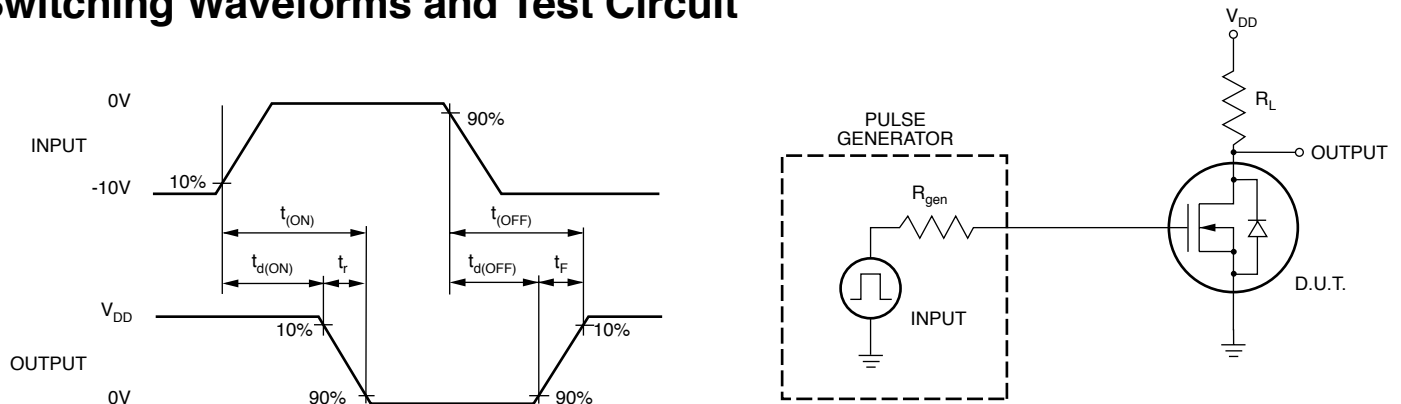 Switching Waveforms and Test Circuit
0V
INPUT
-10V
10%
90%
t(ON)
t(OFF)
td(ON)
tr
td(OFF)
tF
VDD
10%
10%
OUTPUT
0V
90%
90%
VDD
RL
OUTPUT
PULSE
GENERATOR
Rgen
INPUT
D.U.T.